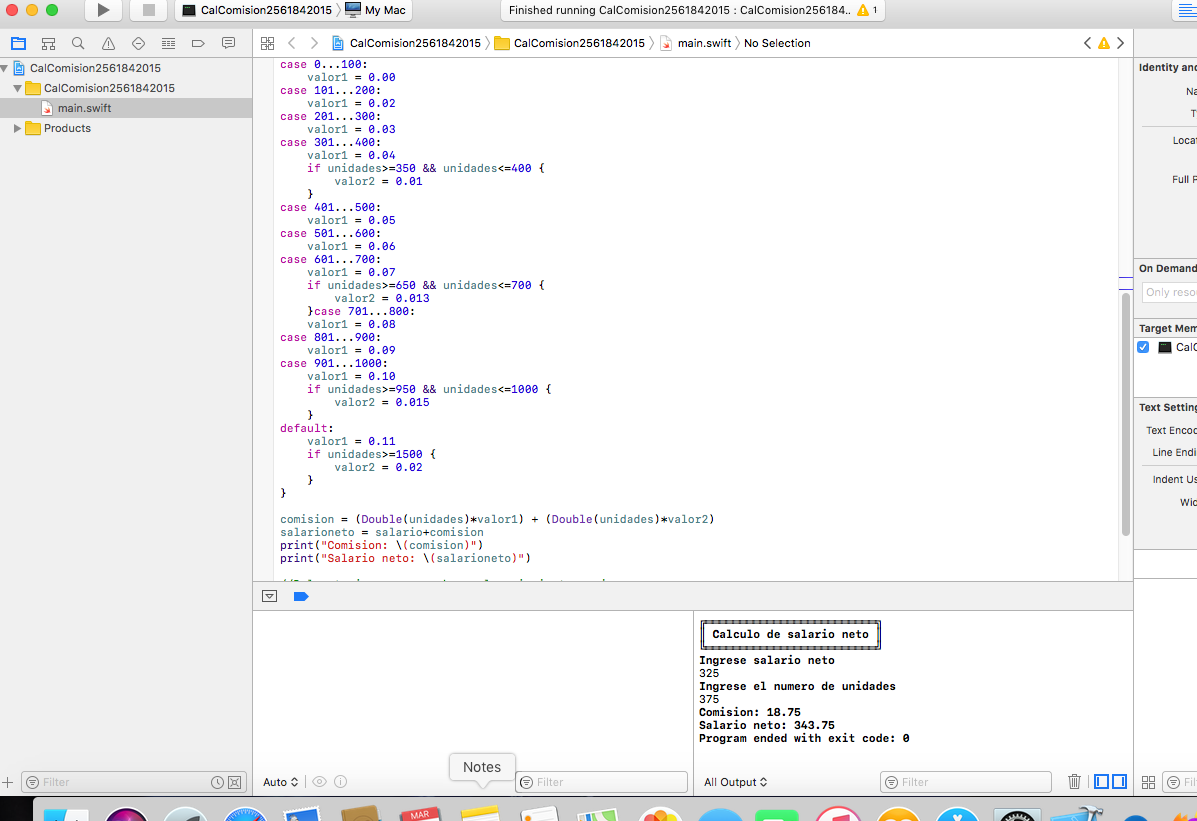 CalComision2561842015 My Mac
Finished running CalComision2561842015 : CalComision256184... 1
CalComision2561842015 CalComision2561842015 main.swift No Selection
CalComision2561842015
CalComision2561842015
main.swift
Products
case 0...100:
valor1 = 0.00
case 101...200:
valor1 = 0.02
case 201...300:
valor1 = 0.03
case 301...400:
valor1 = 0.04
if unidades>=350 && unidades<=400 {
valor2 = 0.01
}
case 401...500:
valor1 = 0.05
case 501...600:
valor1 = 0.06
case 601...700:
valor1 = 0.07
if unidades>=650 && unidades<=700 {
valor2 = 0.013
}case 701...800:
valor1 = 0.08
case 801...900:
valor1 = 0.09
case 901...1000:
valor1 = 0.10
if unidades>=950 && unidades<=1000 {
valor2 = 0.015
}
default:
valor1 = 0.11
if unidades>=1500 {
valor2 = 0.02
}
}
comision = (Double(unidades)*valor1) + (Double(unidades)*valor2)
salarioneto = salario+comision
print("Comision: \(comision)")
print("Salario neto: \(salarioneto)")
Identity and
Na
T
Locat
Full P
On Demand
Only reso
Target Mem
CalC
Text Setting
Text Encod
Line Endi
Indent Us
Wid
Calculo de salario neto
Ingrese salario neto
325
Ingrese el numero de unidades
375
Comision: 18.75
Salario neto: 343.75
Program ended with exit code: 0
Filter
Auto
Filter
All Output
Filter
Fil
Notes
MAR